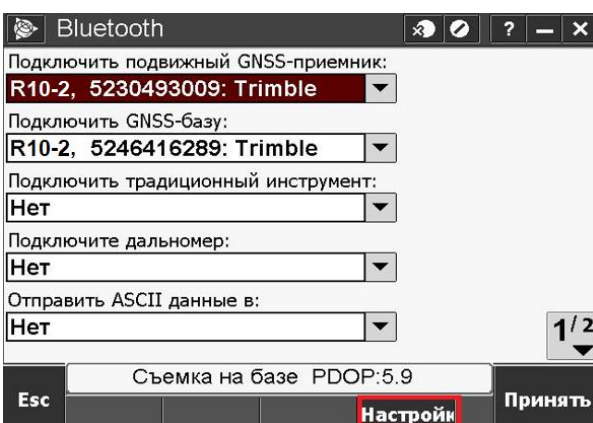 Bluetooth ? — ×
Подключить подвижный GNSS-приемник:
R10-2, 5230493009: Trimble
Подключить GNSS-базу:
R10-2, 5246416289: Trimble
Подключить традиционный инструмент:
Нет
Подключите дальномер:
Нет
Отправить ASCII данные в:
Нет
1/2
Съемка на базе PDOP:5.9
Esc Настройк Принять